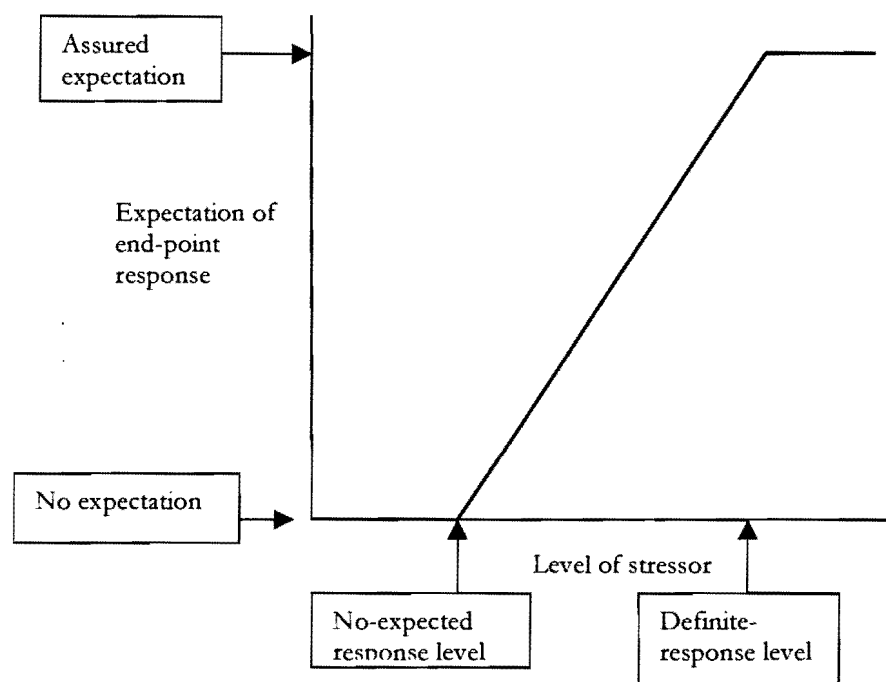 Assured
expectation
Expectation of
end-point
response
No expectation
Level of stressor
No-expected
response level
Definite-
response level